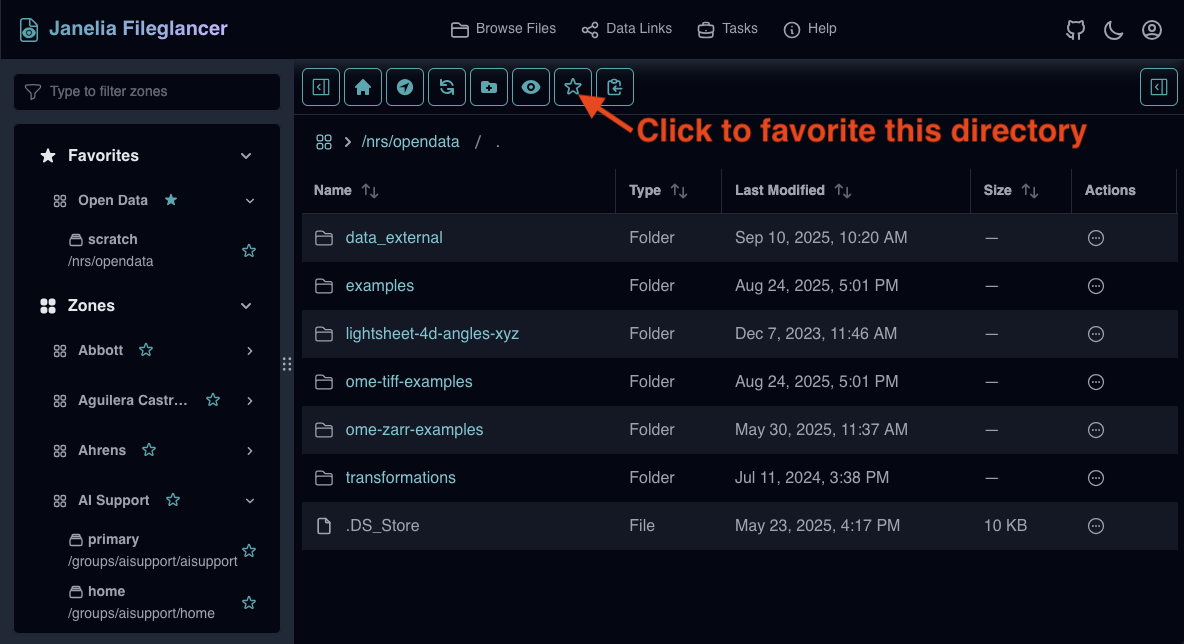 Janelia Fileglancer
Browse Files Data Links Tasks Help
Type to filter zones
Favorites
Open Data
scratch
/nrs/opendata
Zones
Abbott
Aguilera Castr...
Ahrens
AI Support
primary
/groups/aisupport/aisupport
home
/groups/aisupport/home
Click to favorite this directory
/nrs/opendata / .
Name Type Last Modified Size Actions
data_external Folder Sep 10, 2025, 10:20 AM —
examples Folder Aug 24, 2025, 5:01 PM —
lightsheet-4d-angles-xyz Folder Dec 7, 2023, 11:46 AM —
ome-tiff-examples Folder Aug 24, 2025, 5:01 PM —
ome-zarr-examples Folder May 30, 2025, 11:37 AM —
transformations Folder Jul 11, 2024, 3:38 PM —
.DS_Store File May 23, 2025, 4:17 PM 10 KB